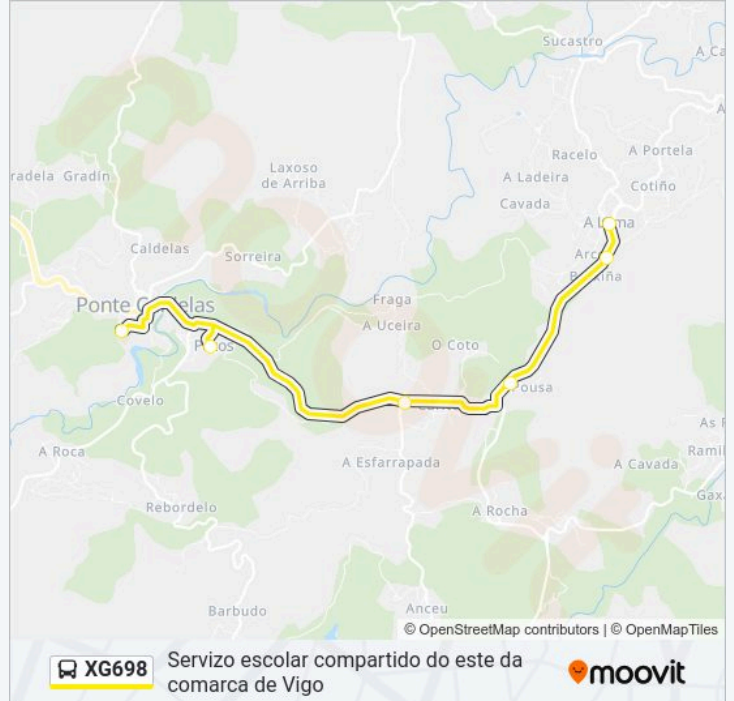 Sucastro
A Ca
Racelo
A Portela
Laxoso
de Arriba
A Ladeira
Cotiño
radela
Gradín
Cavada
A Lama
Caldelas
Sorreira
Fraga
Ponte Caldelas
A Uceira
O Coto
Pousa
Covelo
As F
A Roca
A Esfarrapada
A Cavada
Ramil
Gax
Rebordelo
A Rocha
Barbudo
Anceu
© OpenStreetMap contributors | © OpenMapTiles
XG698
Servizo escolar compartido do este da
comarca de Vigo
moovit